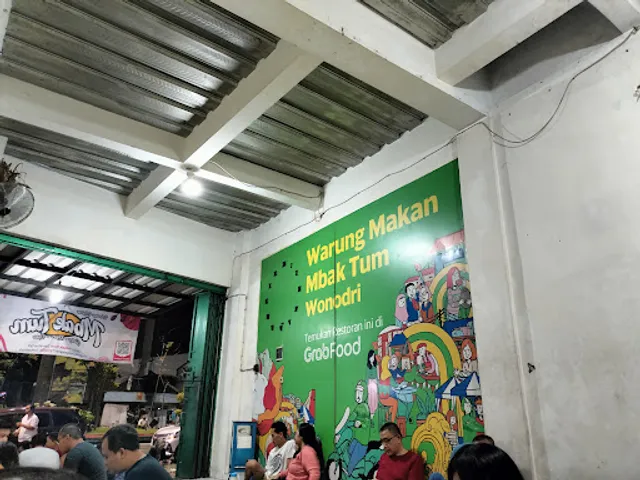 Warung Makan
Mbak Tum
Wonodri
Temukan Restoran ini di
GrabFood
Mbak Tum